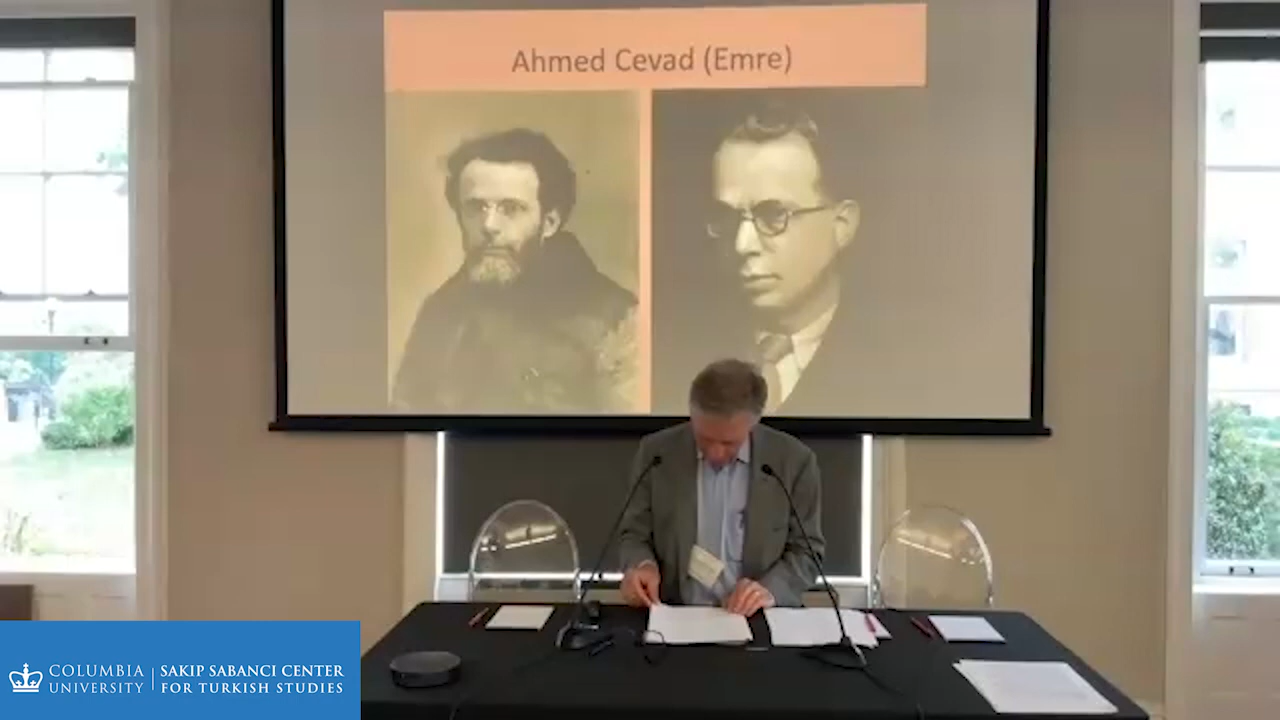 Ahmed Cevad (Emre)
COLUMBIA
UNIVERSITY
SAKIP SABANCI CENTER
FOR TURKISH STUDIES